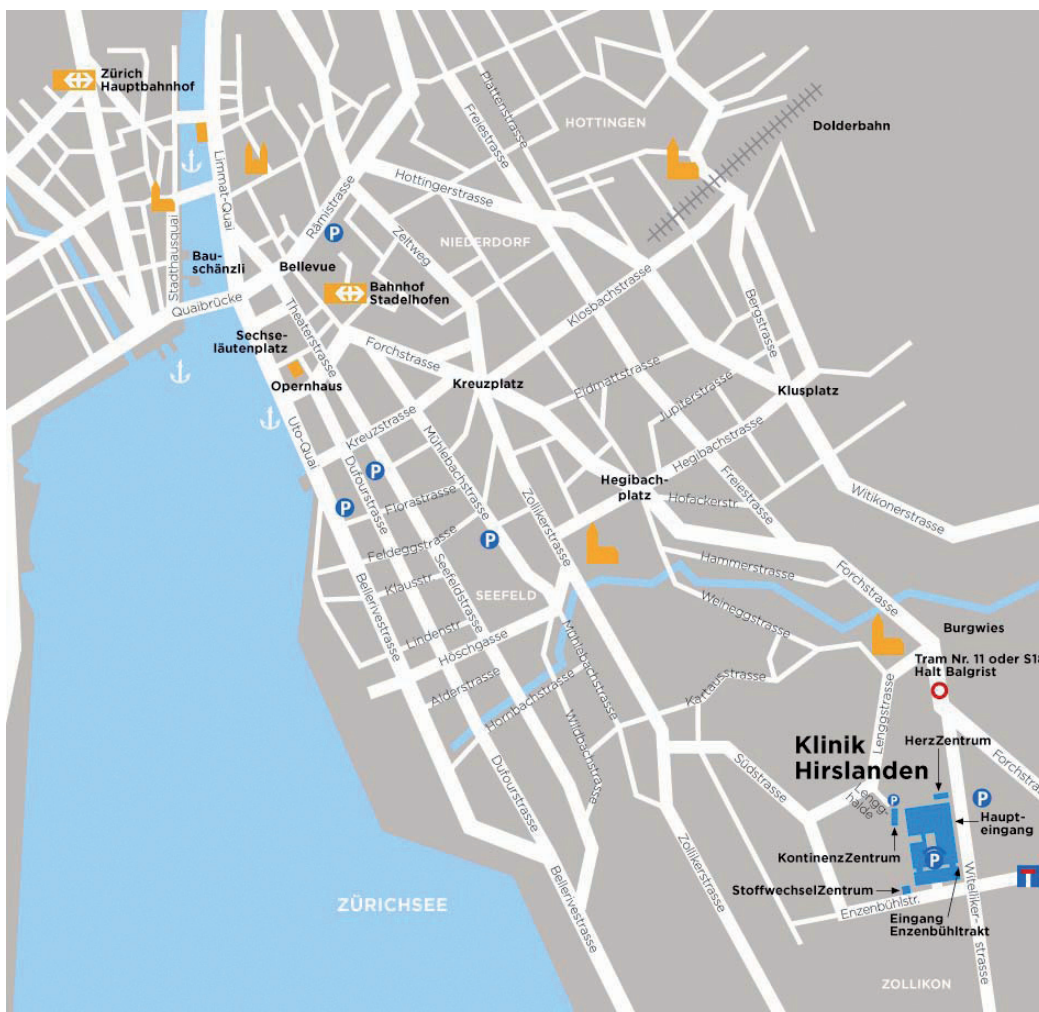 Zürich
Hauptbahnhof
Plattenstrasse
Freiestrasse
HOTTINGEN
Dolderbahn
Limmat-Quai
Rämistrasse
Hottingerstrasse
P
Zeltweg
NIEDERDORF
Stadthausquai
Bau-
schänzli
Bellevue
Bahnhof
Stadelhofen
Quaibrücke
Theaterstrasse
Klosbachstrasse
Bergstrasse
Sechse-
läutenplatz
Forchstrasse
Opernhaus
Kreuzplatz
Eidmattstrasse
Jupiterstrasse
Klusplatz
Uto-Quai
Kreuzstrasse
Mühlebachstrasse
Hegibachstrasse
Dufourstrasse
P
P
Florastrasse
Zollikerstrasse
Hegibach-
platz
Hofackerstr.
Freiestrasse
Witikonerstrasse
Feldeggstrasse
P
Klausstr.
Seefeldstrasse
SEEFELD
Hammerstrasse
Forchstrasse
Bellerivestrasse
Weineggstrasse
Lindenstr.
Höschgasse
Mühlebachstrasse
Burgwies
Tram Nr. 11 oder S18
Halt Balgrist
Alderstrasse
Hornbachstrasse
Kartausstrasse
Lenggstrasse
Wildbachstrasse
Klinik
Hirslanden
HerzZentrum
Forchstrasse
Südstrasse
Dufourstrasse
Lengg-
halde
P
P
Haupt-
eingang
KontinenzZentrum
P
Zollikerstrasse
StoffwechselZentrum
Enzenbühlstr.
Eingang
Enzenbühltrakt
Witelliker-
strasse
Bellerivestrasse
ZÜRICHSEE
ZOLLIKON